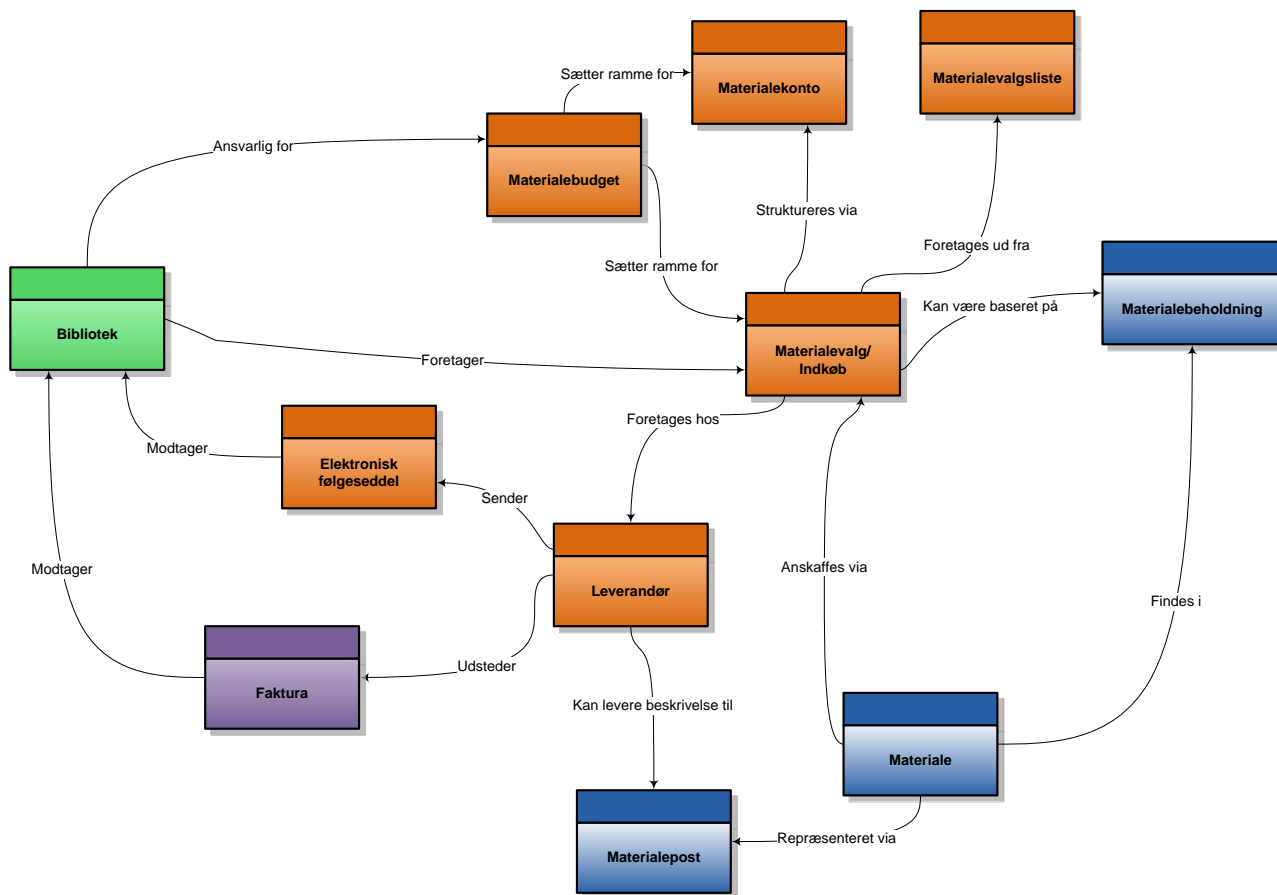 Sætter ramme for
Materialekonto
Materialevalgsliste
Ansvarlig for
Materialebudget
Struktureres via
Foretages ud fra
Sætter ramme for
Kan være baseret på
Materialebeholdning
Bibliotek
Foretager
Materialevalg/
Indkøb
Foretages hos
Modtager
Elektronisk
følgeseddel
Sender
Modtager
Leverandør
Anskaffes via
Findes i
Udsteder
Faktura
Kan levere beskrivelse til
Materiale
Repræsenteret via
Materialepost